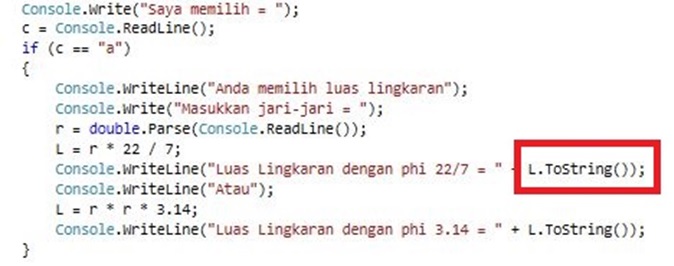 Console.Write("Saya memilih = ");
c = Console.ReadLine();
if (c == "a")
{
Console.WriteLine("Anda memilih luas lingkaran");
Console.Write("Masukkan jari-jari = ");
r = double.Parse(Console.ReadLine());
L = r * 22 / 7;
Console.WriteLine("Luas Lingkaran dengan phi 22/7 = " + L.ToString());
Console.WriteLine("Atau");
L = r * r * 3.14;
Console.WriteLine("Luas Lingkaran dengan phi 3.14 = " + L.ToString());
}